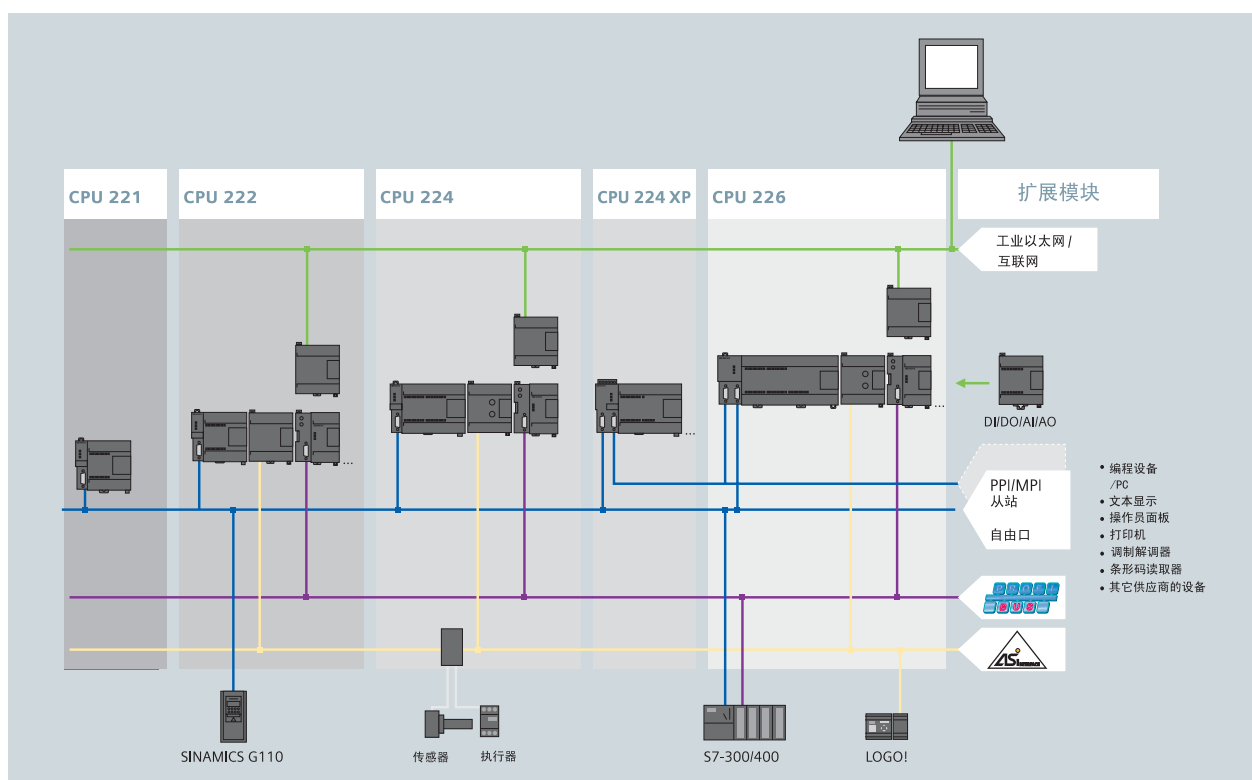 CPU 221
CPU 222
CPU 224
CPU 224 XP
CPU 226
扩展模块
工业以太网/
互联网
DI/DO/AI/AO
PPI/MPI
从站
自由口
• 编程设备
/PC
• 文本显示
• 操作员面板
• 打印机
• 调制解调器
• 条形码读取器
• 其它供应商的设备
...
...
...
PROFI
BUS
ASi
INTERFACE
SINAMICS G110
传感器
执行器
S7-300/400
LOGO!